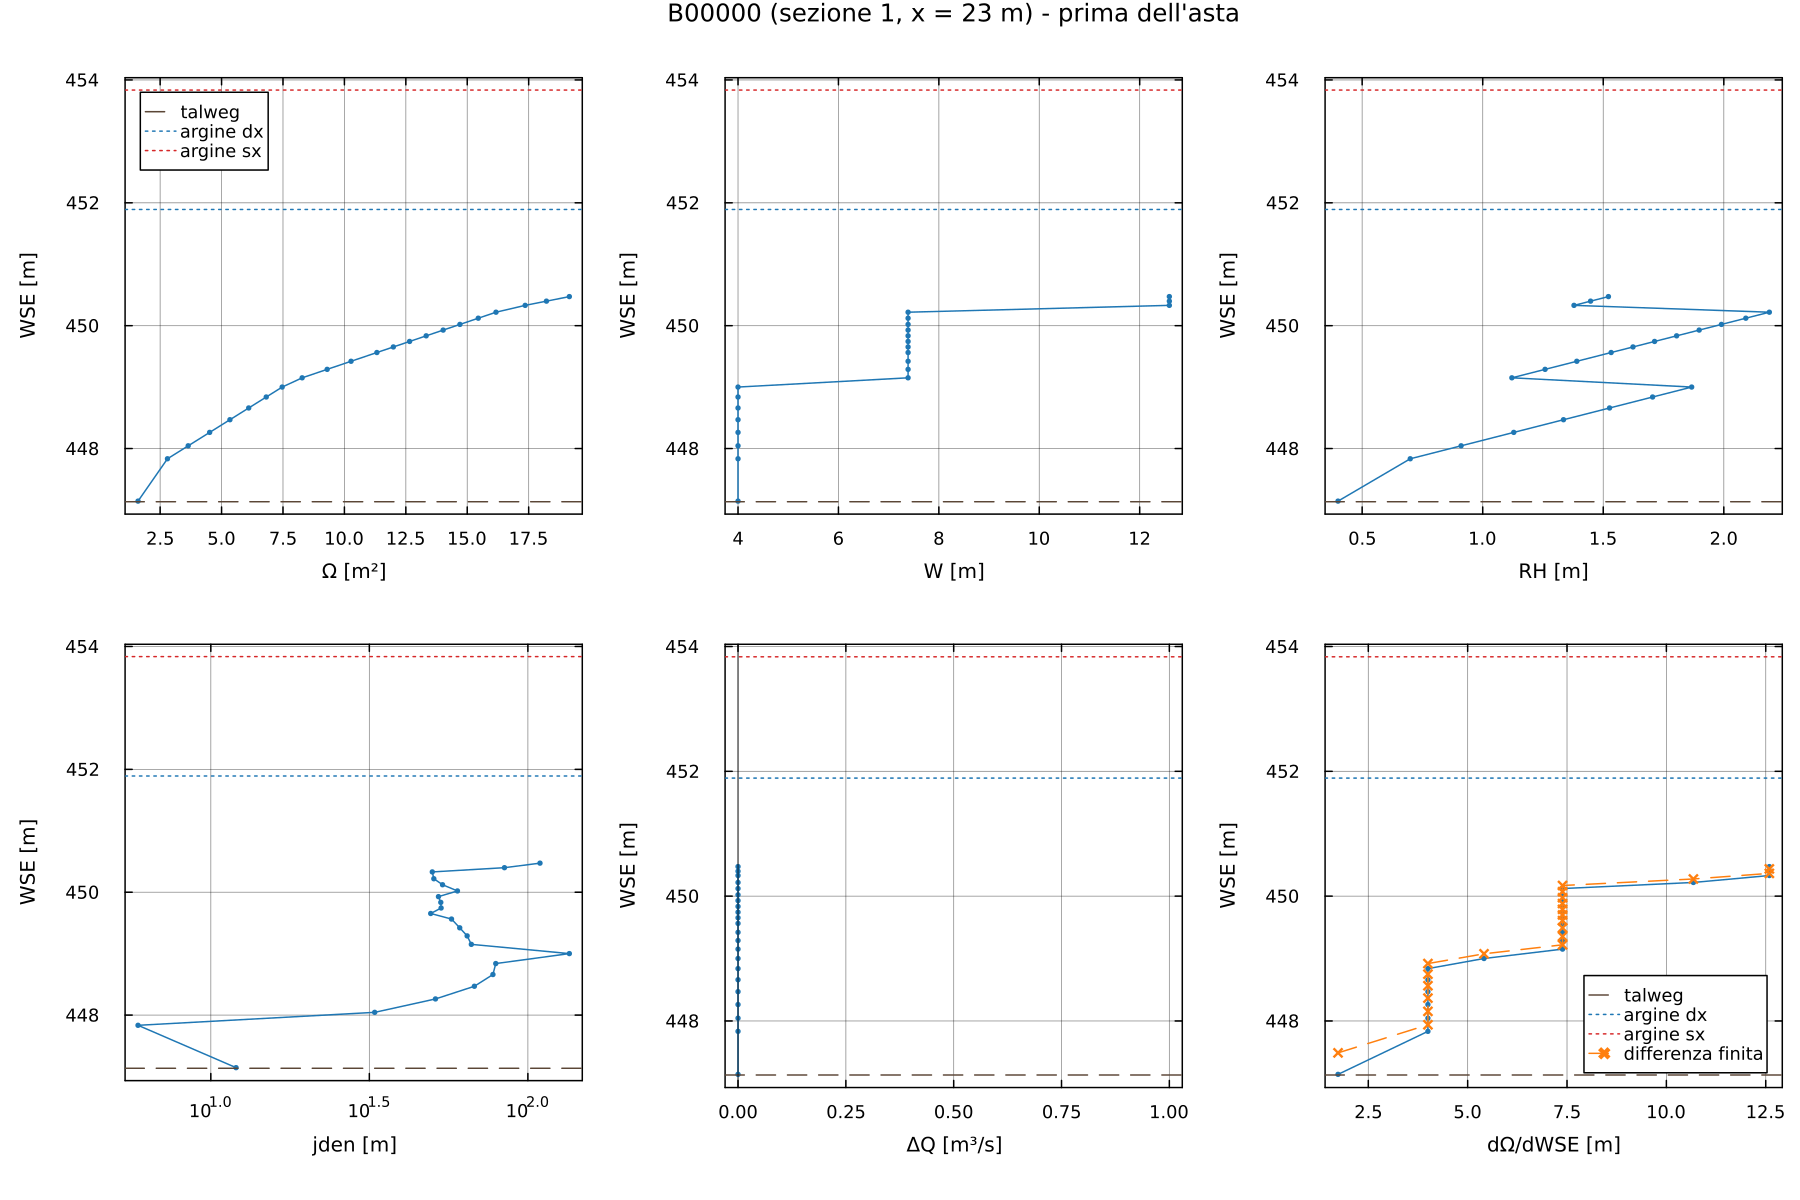 B00000 (sezione 1, x = 23 m) - prima dell'asta
WSE [m]
454
452
450
448
talweg
argine dx
argine sx
2.5 5.0 7.5 10.0 12.5 15.0 17.5
Ω [m²]
WSE [m]
454
452
450
448
4 6 8 10 12
W [m]
WSE [m]
454
452
450
448
0.5 1.0 1.5 2.0
RH [m]
WSE [m]
454
452
450
448
10^1.0 10^1.5 10^2.0
jden [m]
WSE [m]
454
452
450
448
0.00 0.25 0.50 0.75 1.00
ΔQ [m³/s]
WSE [m]
454
452
450
448
talweg
argine dx
argine sx
differenza finita
2.5 5.0 7.5 10.0 12.5
dΩ/dWSE [m]